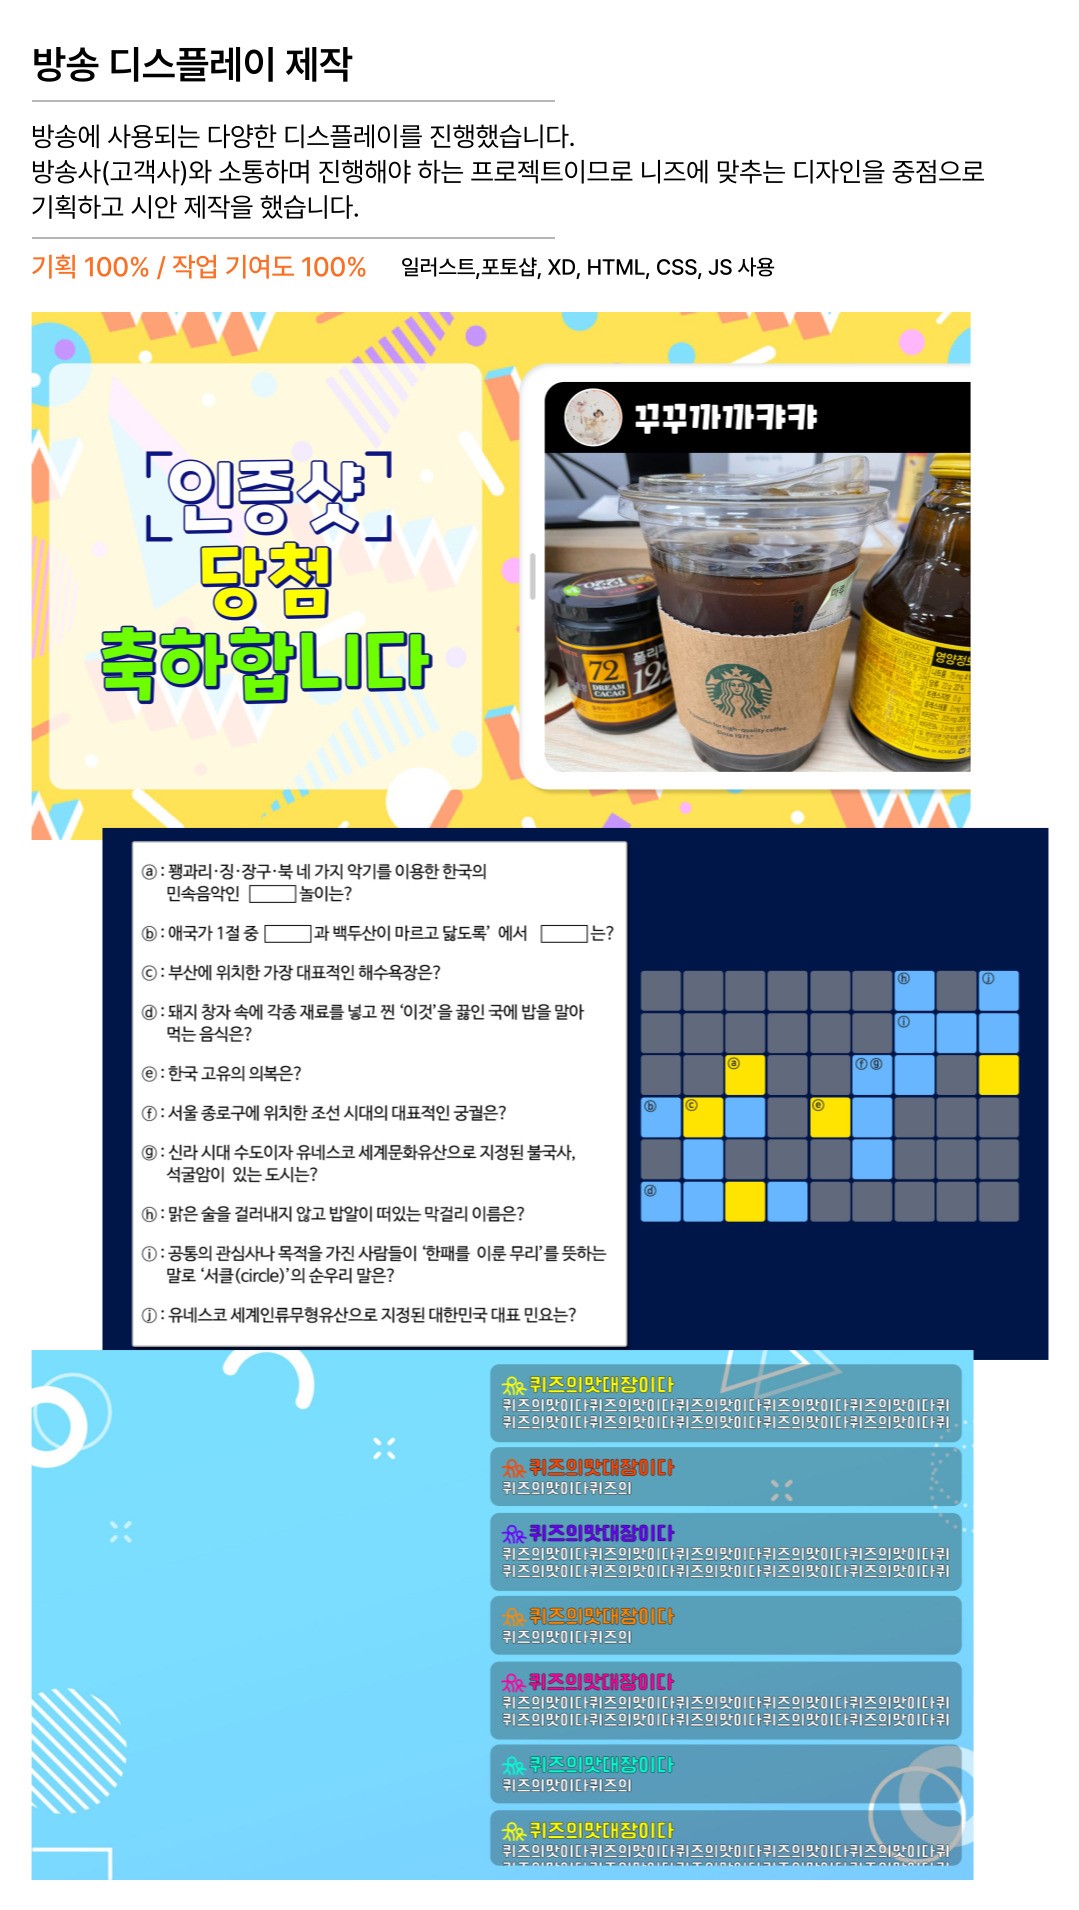 방송 디스플레이 제작
방송에 사용되는 다양한 디스플레이를 진행했습니다.
방송사(고객사)와 소통하며 진행해야 하는 프로젝트이므로 니즈에 맞추는 디자인을 중점으로
기획하고 시안 제작을 했습니다.
기획 100% / 작업 기여도 100% 일러스트,포토샵, XD, HTML, CSS, JS 사용
인증샷
당첨
축하합니다
꾸꾸까까캬캬
72
DREAM
CACAO
폴리페
122
Since 1971.
영양정보
Made in KOREA
ⓐ : 꽹과리·징·장구·북 네 가지 악기를 이용한 한국의
민속음악인 놀이는?
ⓑ : 애국가 1절 중 과 백두산이 마르고 닳도록’ 에서 는?
ⓒ : 부산에 위치한 가장 대표적인 해수욕장은?
ⓓ : 돼지 창자 속에 각종 재료를 넣고 찐 ‘이것’을 끓인 국에 밥을 말아
먹는 음식은?
ⓔ : 한국 고유의 의복은?
ⓕ : 서울 종로구에 위치한 조선 시대의 대표적인 궁궐은?
ⓖ : 신라 시대 수도이자 유네스코 세계문화유산으로 지정된 불국사,
석굴암이 있는 도시는?
ⓗ : 맑은 술을 걸러내지 않고 밥알이 떠있는 막걸리 이름은?
ⓘ : 공통의 관심사나 목적을 가진 사람들이 ‘한패를 이룬 무리’를 뜻하는
말로 ‘서클(circle)’의 순우리 말은?
ⓙ : 유네스코 세계인류무형유산으로 지정된 대한민국 대표 민요는?
ⓗ ⓙ
ⓘ
ⓐ ⓕ ⓖ
ⓑ ⓒ ⓔ
ⓓ
퀴즈의맛대장이다
퀴즈의맛이다퀴즈의맛이다퀴즈의맛이다퀴즈의맛이다퀴즈의맛이다퀴
퀴즈의맛이다퀴즈의맛이다퀴즈의맛이다퀴즈의맛이다퀴즈의맛이다퀴
퀴즈의맛대장이다
퀴즈의맛이다퀴즈의
퀴즈의맛대장이다
퀴즈의맛이다퀴즈의맛이다퀴즈의맛이다퀴즈의맛이다퀴즈의맛이다퀴
퀴즈의맛이다퀴즈의맛이다퀴즈의맛이다퀴즈의맛이다퀴즈의맛이다퀴
퀴즈의맛대장이다
퀴즈의맛이다퀴즈의
퀴즈의맛대장이다
퀴즈의맛이다퀴즈의맛이다퀴즈의맛이다퀴즈의맛이다퀴즈의맛이다퀴
퀴즈의맛이다퀴즈의맛이다퀴즈의맛이다퀴즈의맛이다퀴즈의맛이다퀴
퀴즈의맛대장이다
퀴즈의맛이다퀴즈의
퀴즈의맛대장이다
퀴즈의맛이다퀴즈의맛이다퀴즈의맛이다퀴즈의맛이다퀴즈의맛이다퀴